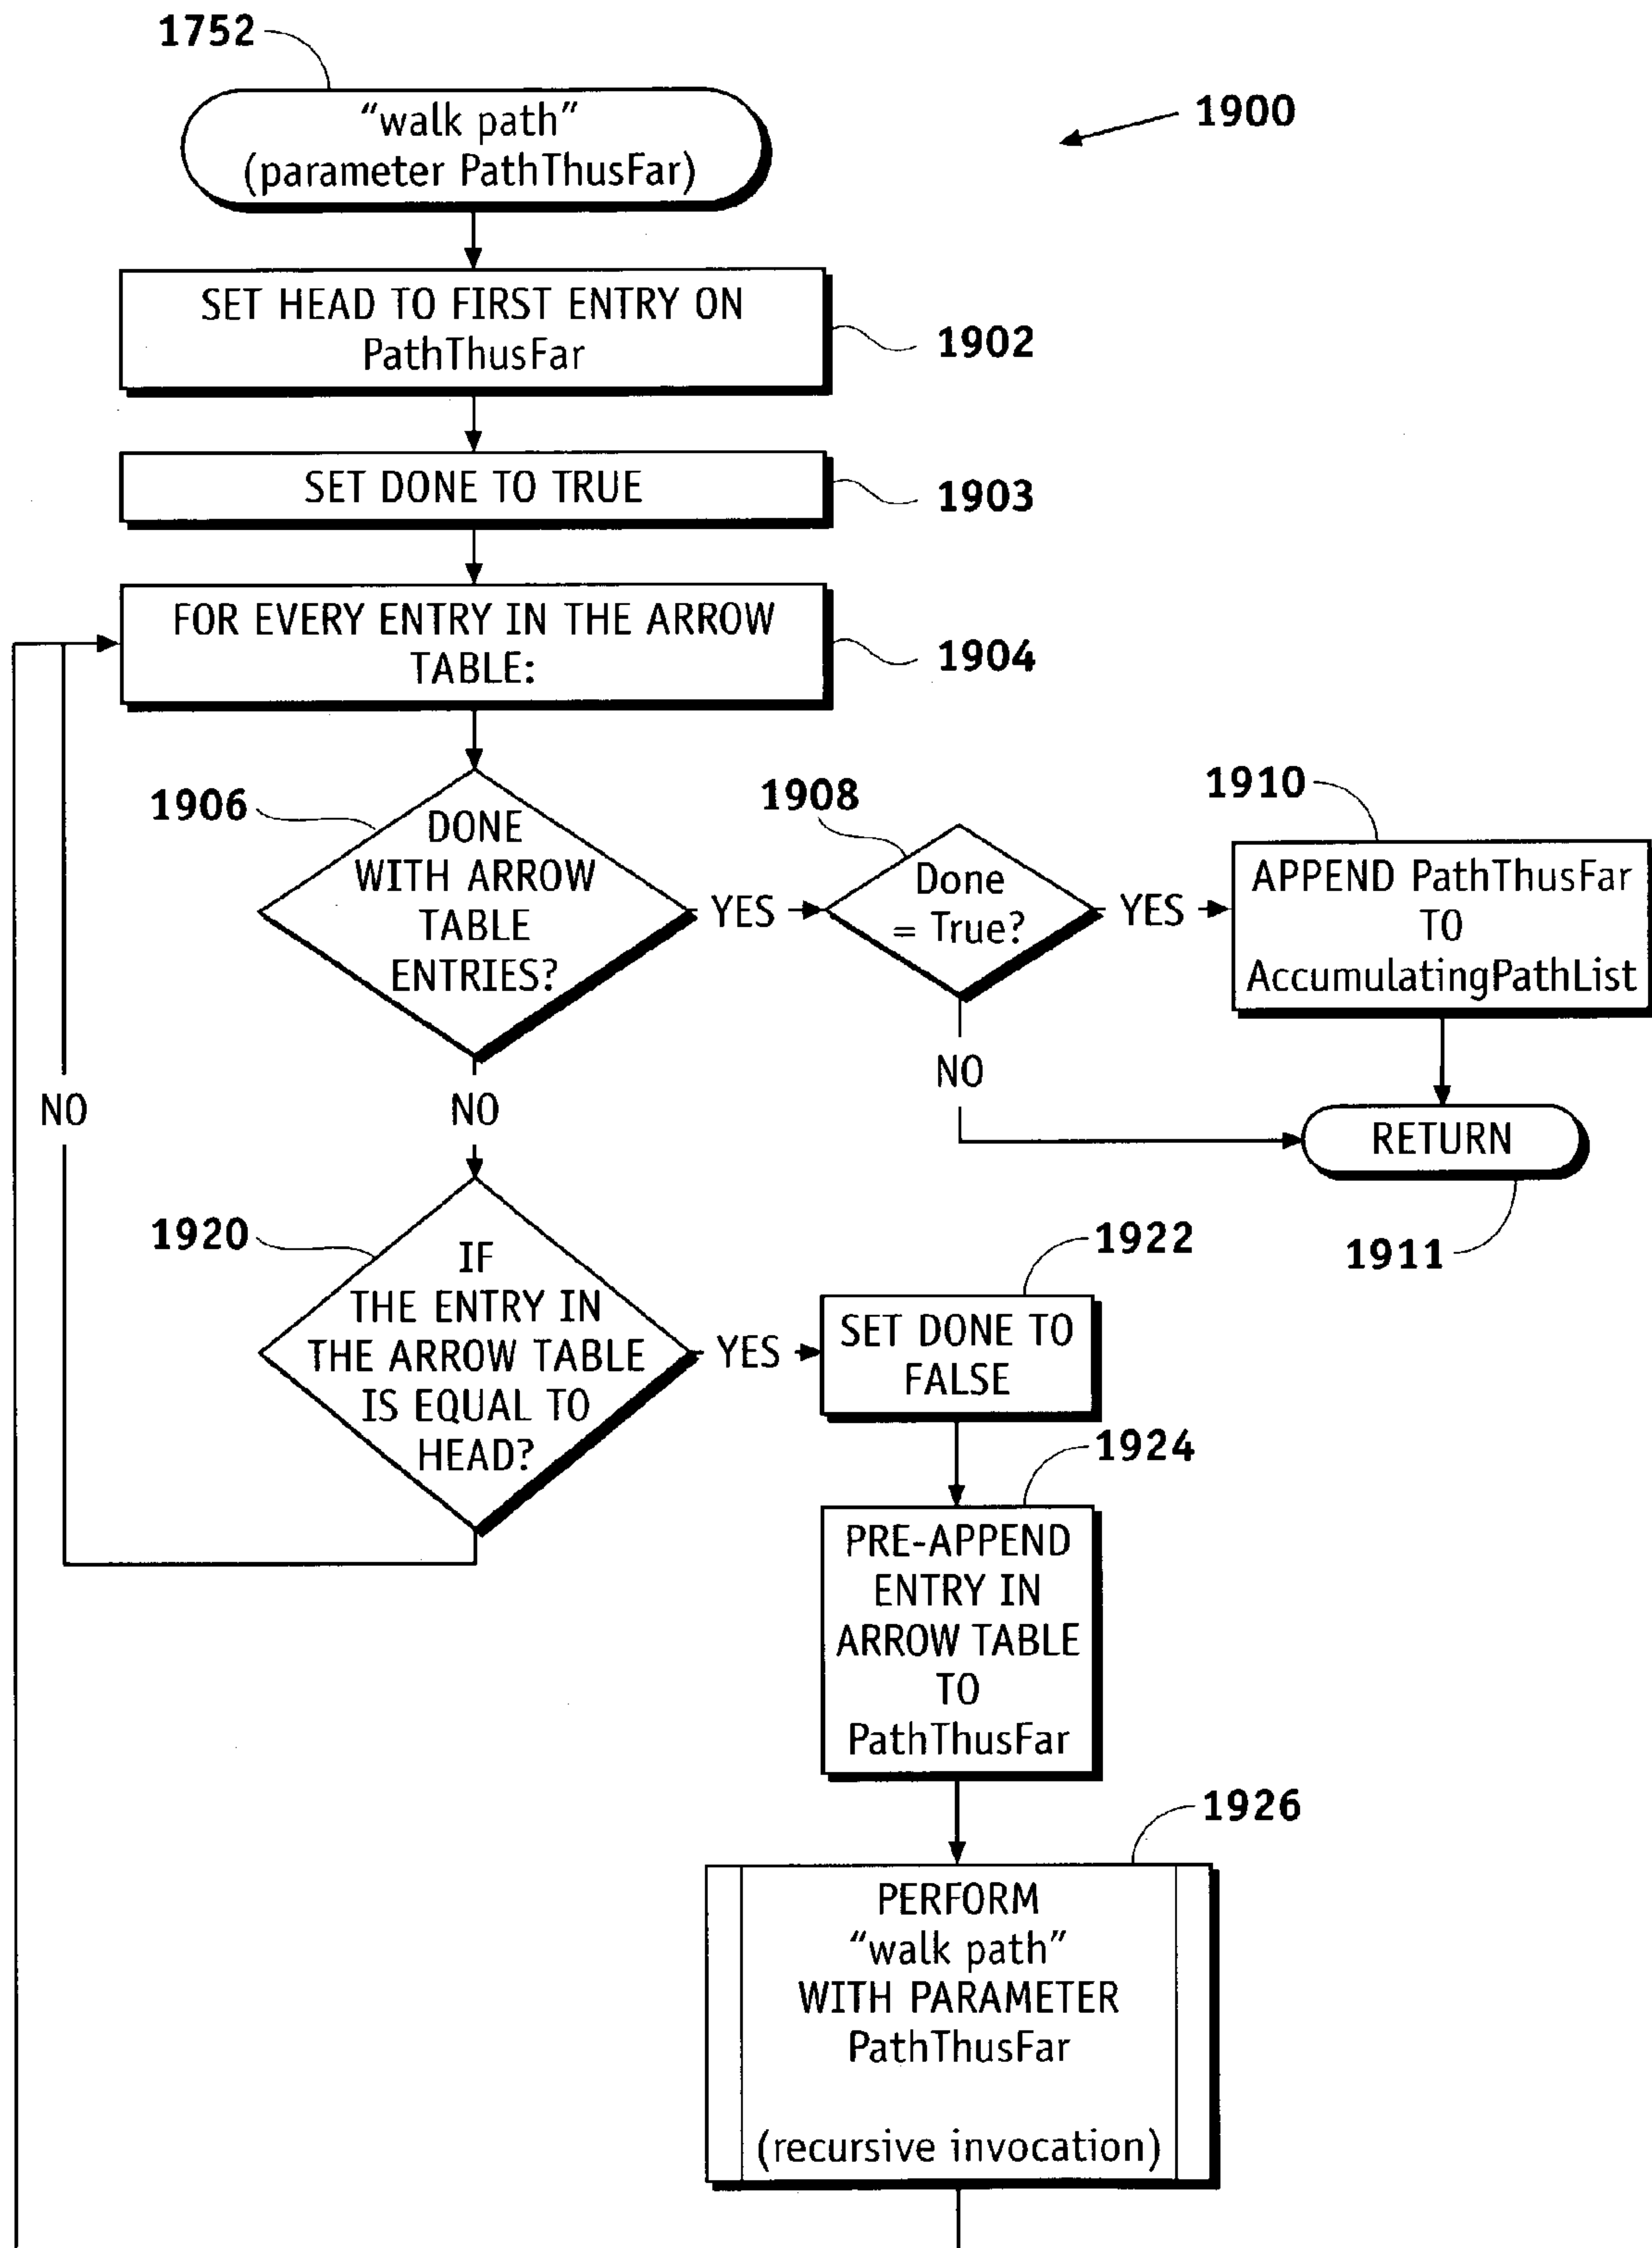 1752
“walk path”
(parameter PathThusFar)
1900
SET HEAD TO FIRST ENTRY ON
PathThusFar
1902
SET DONE TO TRUE
1903
FOR EVERY ENTRY IN THE ARROW
TABLE:
1904
1906
DONE
WITH ARROW
TABLE
ENTRIES?
YES
1908
Done
= True?
YES
1910
APPEND PathThusFar
TO
AccumulatingPathList
NO
NO
NO
RETURN
1911
1920
IF
THE ENTRY IN
THE ARROW TABLE
IS EQUAL TO
HEAD?
YES
1922
SET DONE TO
FALSE
1924
PRE-APPEND
ENTRY IN
ARROW TABLE
TO
PathThusFar
1926
PERFORM
“walk path”
WITH PARAMETER
PathThusFar
(recursive invocation)